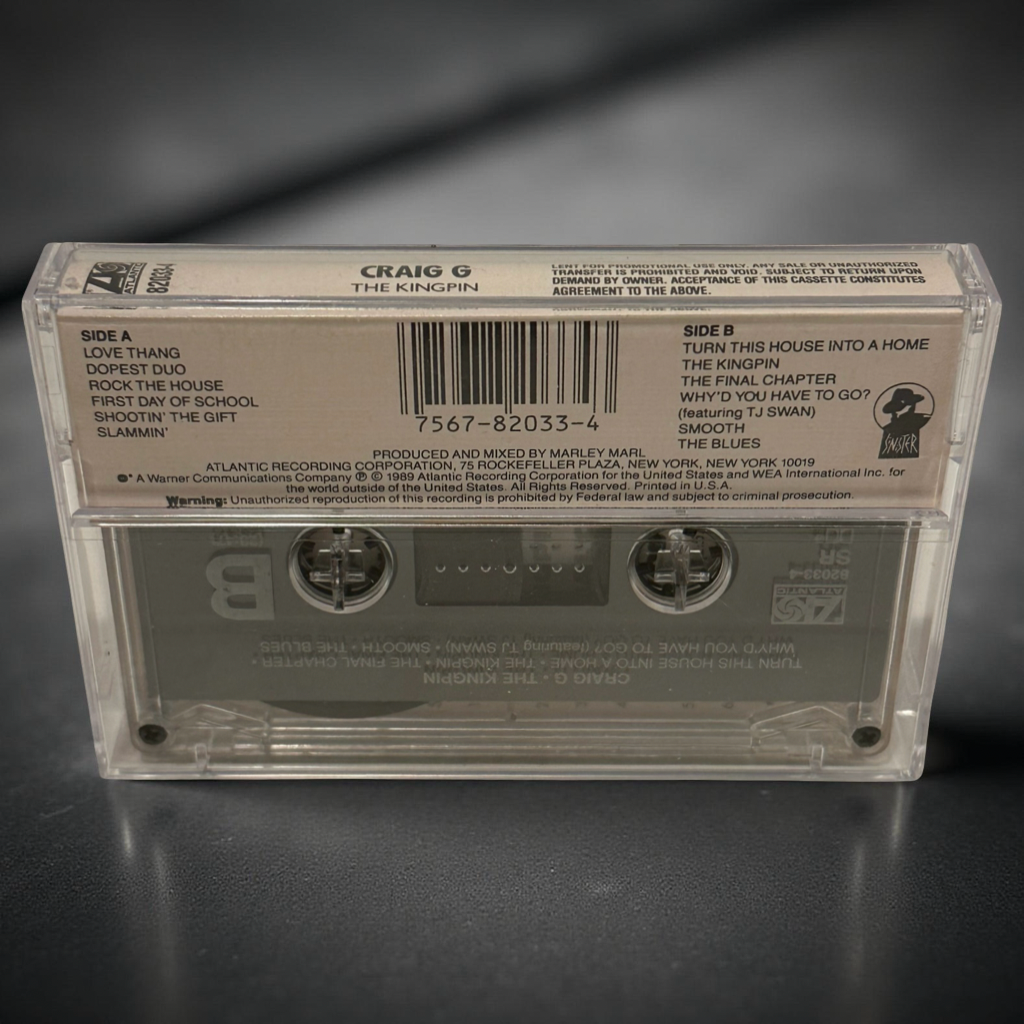 ATLANTIC
82033-4
CRAIG G
THE KINGPIN
LENT FOR PROMOTIONAL USE ONLY. ANY SALE OR UNAUTHORIZED
TRANSFER IS PROHIBITED AND VOID. SUBJECT TO RETURN UPON
DEMAND BY OWNER. ACCEPTANCE OF THIS CASSETTE CONSTITUTES
AGREEMENT TO THE ABOVE.
SIDE A
LOVE THANG
DOPEST DUO
ROCK THE HOUSE
FIRST DAY OF SCHOOL
SHOOTIN' THE GIFT
SLAMMIN'
7567-82033-4
SIDE B
TURN THIS HOUSE INTO A HOME
THE KINGPIN
THE FINAL CHAPTER
WHY'D YOU HAVE TO GO?
(featuring TJ SWAN)
SMOOTH
THE BLUES
SINISTER
PRODUCED AND MIXED BY MARLEY MARL
ATLANTIC RECORDING CORPORATION, 75 ROCKEFELLER PLAZA, NEW YORK, NEW YORK 10019
A Warner Communications Company ℗ © 1989 Atlantic Recording Corporation for the United States and WEA International Inc. for
the world outside of the United States. All Rights Reserved. Printed in U.S.A.
Warning: Unauthorized reproduction of this recording is prohibited by Federal law and subject to criminal prosecution.
B
SR
82033-4
ATLANTIC
CRAIG G • THE KINGPIN
TURN THIS HOUSE INTO A HOME • THE KINGPIN • THE FINAL CHAPTER •
WHY'D YOU HAVE TO GO? (featuring TJ SWAN) • SMOOTH • THE BLUES